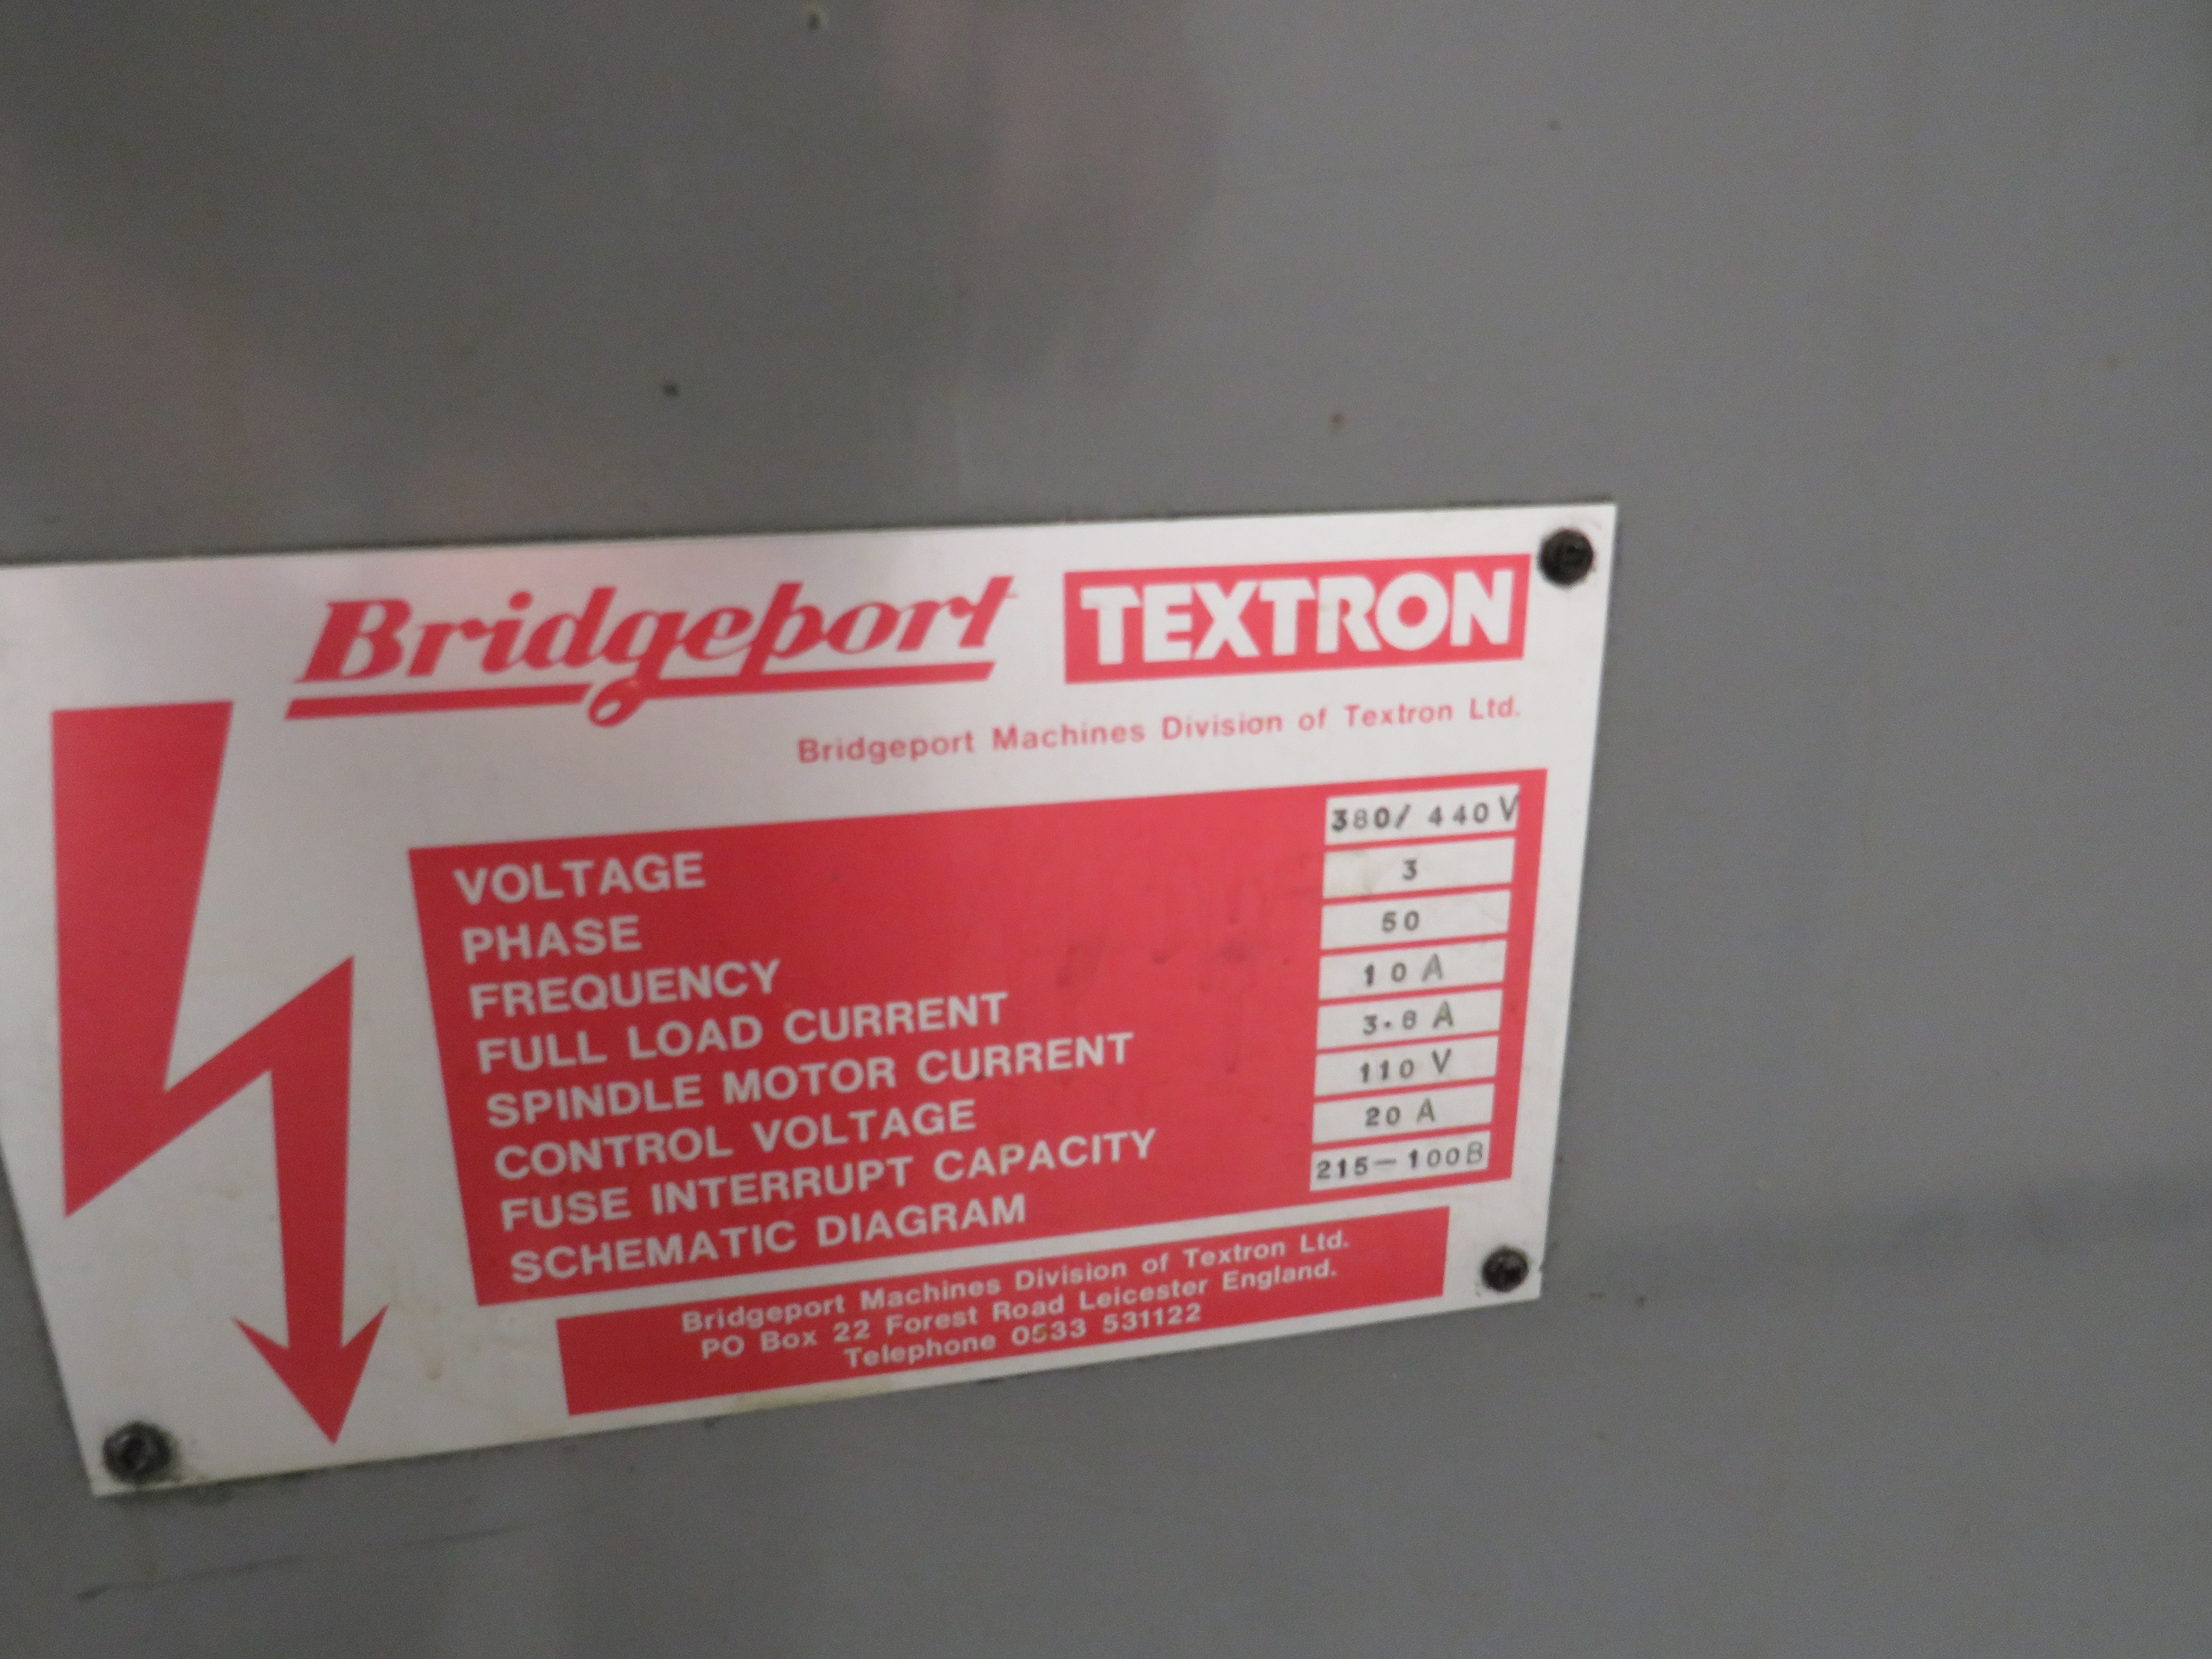 Bridgeport TEXTRON
Bridgeport Machines Division of Textron Ltd.
VOLTAGE 380/ 440 V
PHASE 3
FREQUENCY 50
FULL LOAD CURRENT 10 A
SPINDLE MOTOR CURRENT 3.8 A
CONTROL VOLTAGE 110 V
FUSE INTERRUPT CAPACITY 20 A
SCHEMATIC DIAGRAM 215-100B
Bridgeport Machines Division of Textron Ltd.
PO Box 22 Forest Road Leicester England.
Telephone 0533 531122